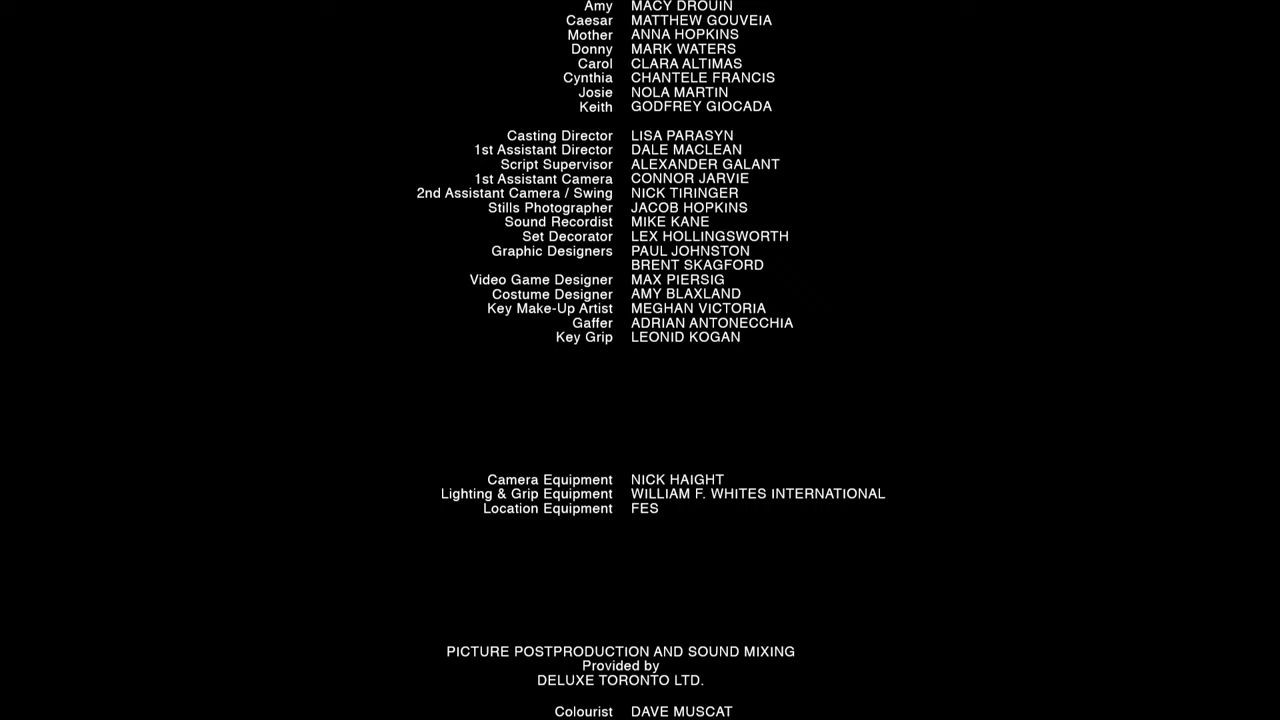 Amy MACY DROUIN
Caesar MATTHEW GOUVEIA
Mother ANNA HOPKINS
Donny MARK WATERS
Carol CLARA ALTIMAS
Cynthia CHANTELE FRANCIS
Josie NOLA MARTIN
Keith GODFREY GIOCADA
Casting Director LISA PARASYN
1st Assistant Director DALE MACLEAN
Script Supervisor ALEXANDER GALANT
1st Assistant Camera CONNOR JARVIE
2nd Assistant Camera / Swing NICK TIRINGER
Stills Photographer JACOB HOPKINS
Sound Recordist MIKE KANE
Set Decorator LEX HOLLINGSWORTH
Graphic Designers PAUL JOHNSTON
BRENT SKAGFORD
Video Game Designer MAX PIERSIG
Costume Designer AMY BLAXLAND
Key Make-Up Artist MEGHAN VICTORIA
Gaffer ADRIAN ANTONECCHIA
Key Grip LEONID KOGAN
Camera Equipment NICK HAIGHT
Lighting & Grip Equipment WILLIAM F. WHITES INTERNATIONAL
Location Equipment FES
PICTURE POSTPRODUCTION AND SOUND MIXING
Provided by
DELUXE TORONTO LTD.
Colourist DAVE MUSCAT